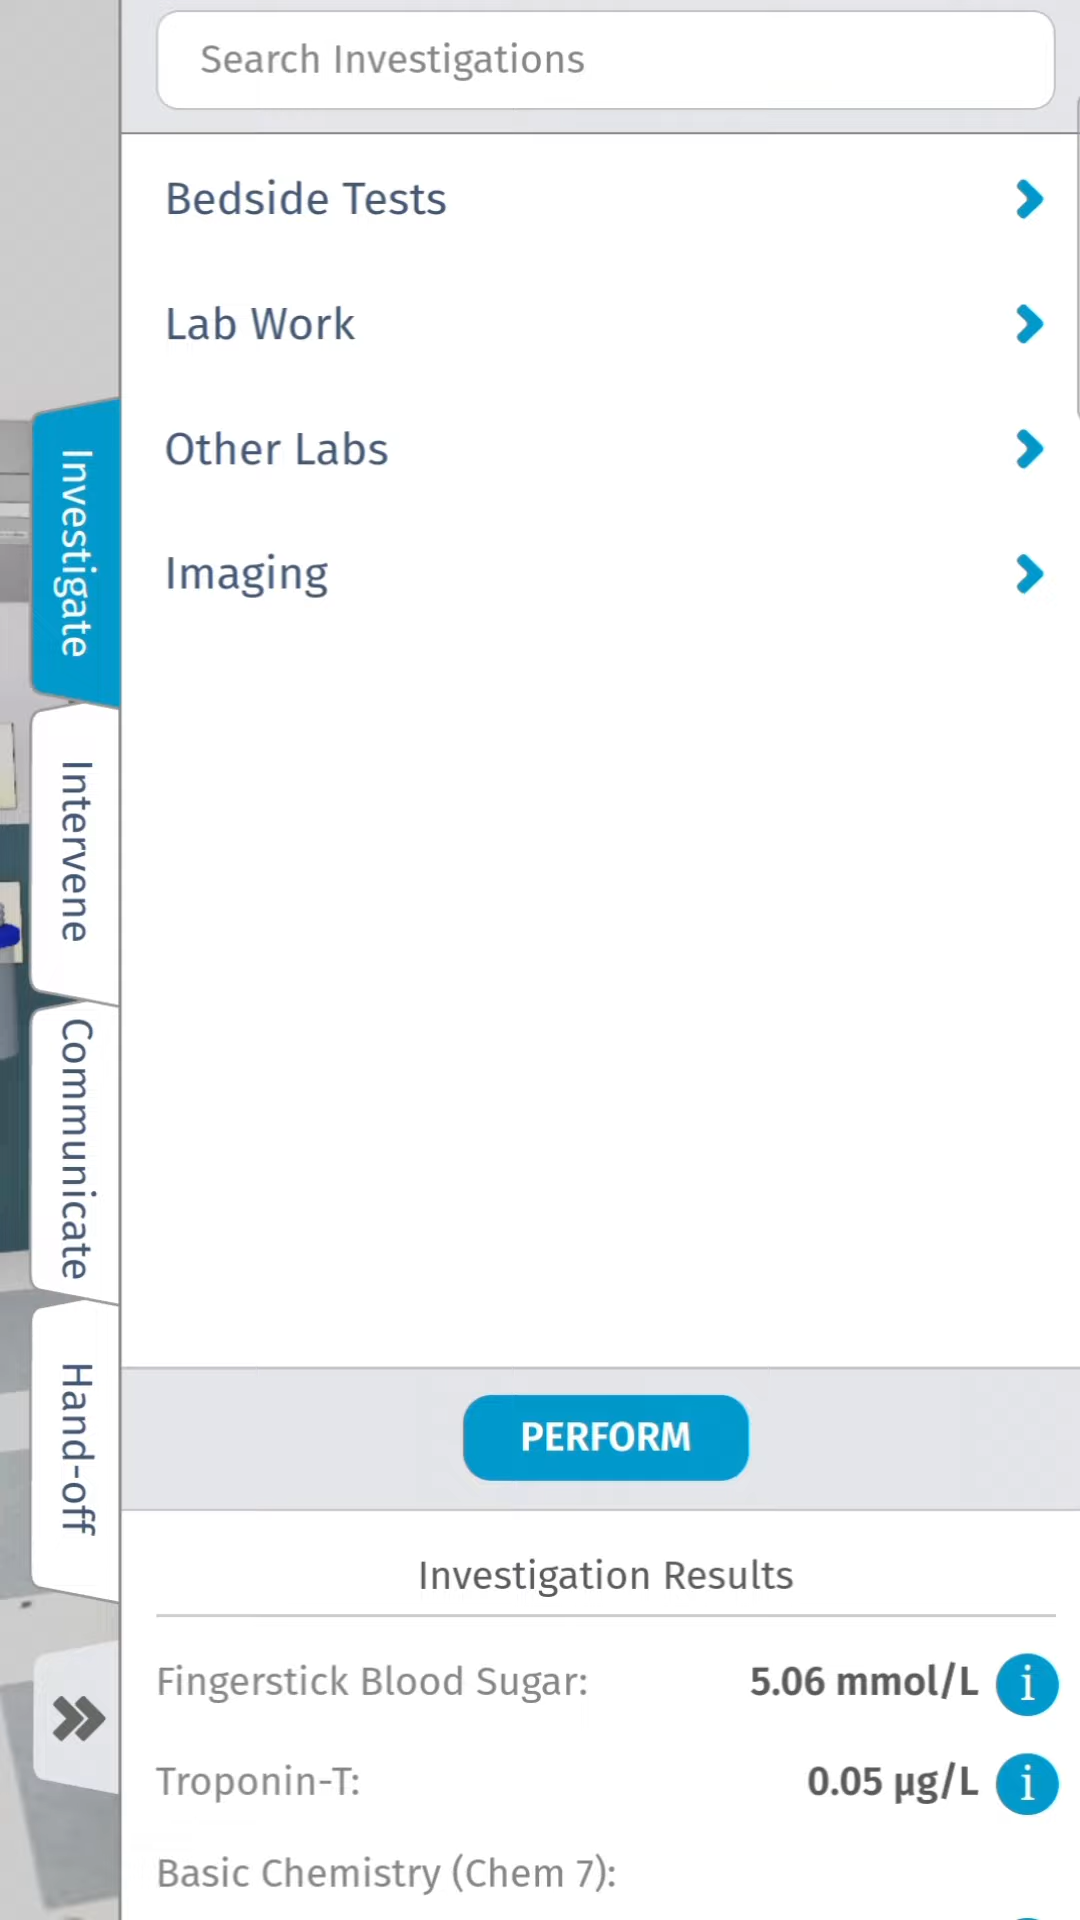 Search Investigations
Bedside Tests
Lab Work
Other Labs
Imaging
Investigate
Intervene
Communicate
Hand-off
PERFORM
Investigation Results
Fingerstick Blood Sugar: 5.06 mmol/L i
Troponin-T: 0.05 µg/L i
Basic Chemistry (Chem 7):